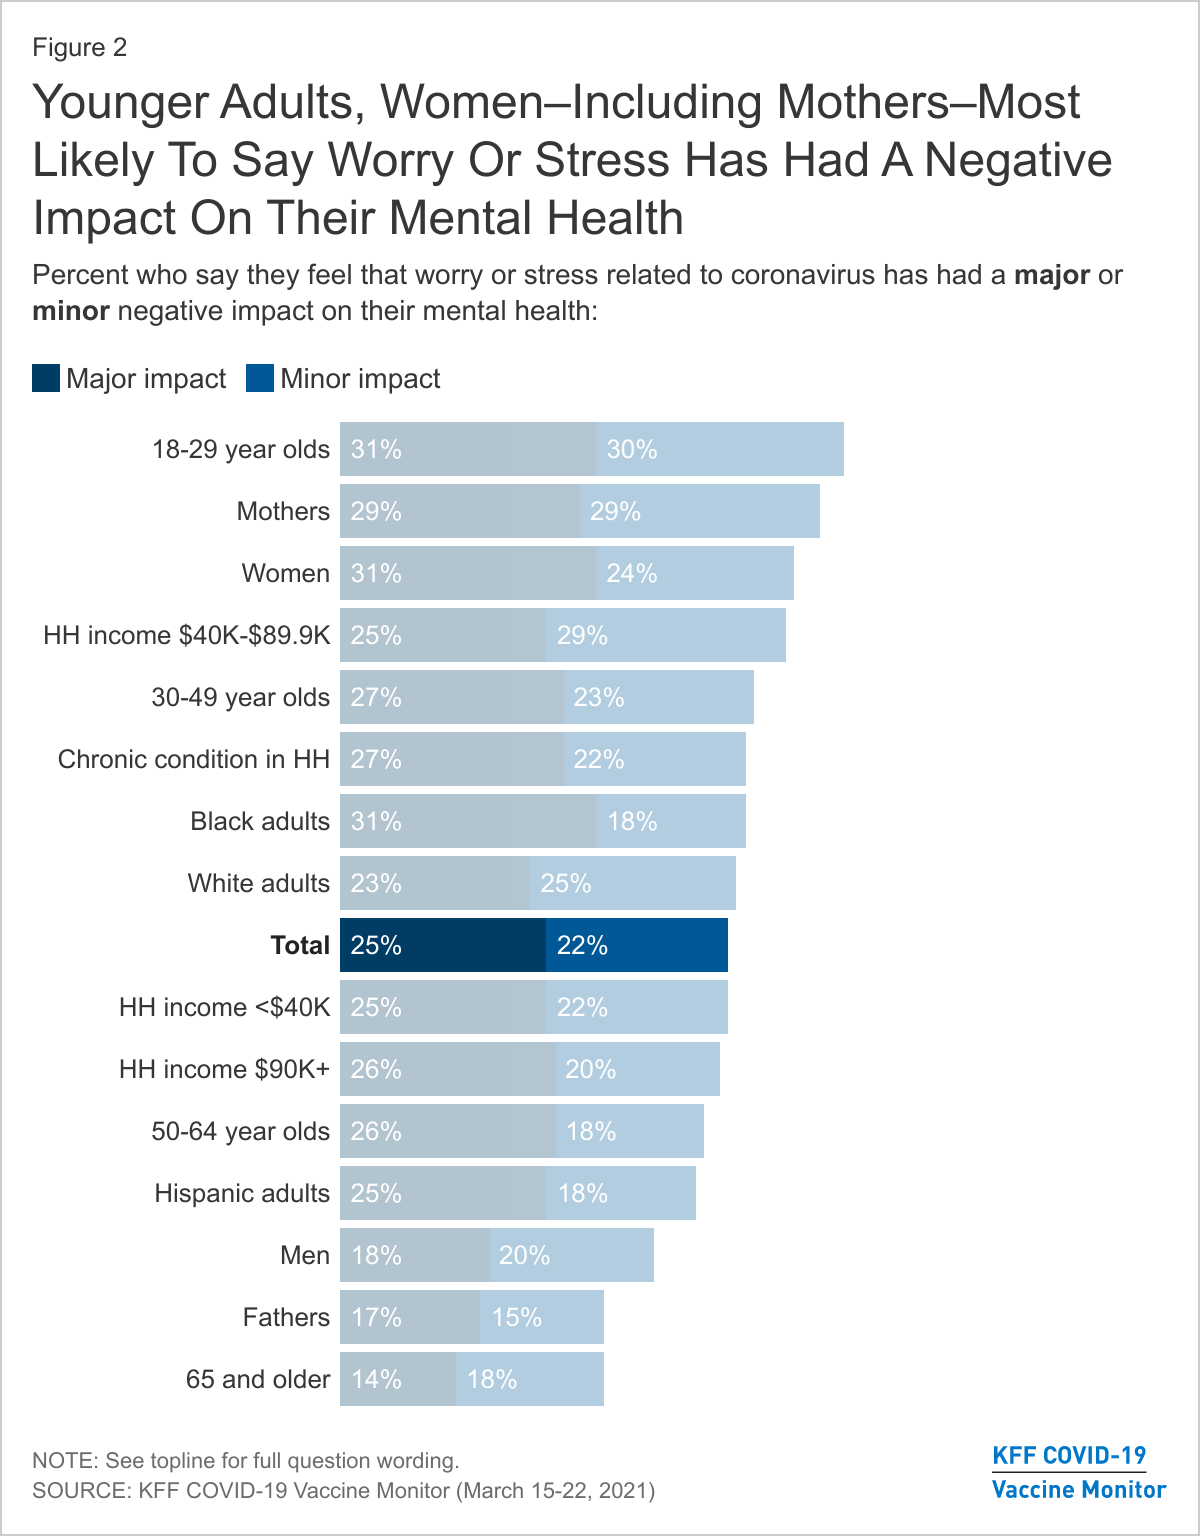 Figure 2
Younger Adults, Women–Including Mothers–Most
Likely To Say Worry Or Stress Has Had A Negative
Impact On Their Mental Health
Percent who say they feel that worry or stress related to coronavirus has had a major or
minor negative impact on their mental health:
Major impact Minor impact
18-29 year olds 31% 30%
Mothers 29% 29%
Women 31% 24%
HH income $40K-$89.9K 25% 29%
30-49 year olds 27% 23%
Chronic condition in HH 27% 22%
Black adults 31% 18%
White adults 23% 25%
Total 25% 22%
HH income <$40K 25% 22%
HH income $90K+ 26% 20%
50-64 year olds 26% 18%
Hispanic adults 25% 18%
Men 18% 20%
Fathers 17% 15%
65 and older 14% 18%
NOTE: See topline for full question wording.
SOURCE: KFF COVID-19 Vaccine Monitor (March 15-22, 2021)
KFF COVID-19
Vaccine Monitor